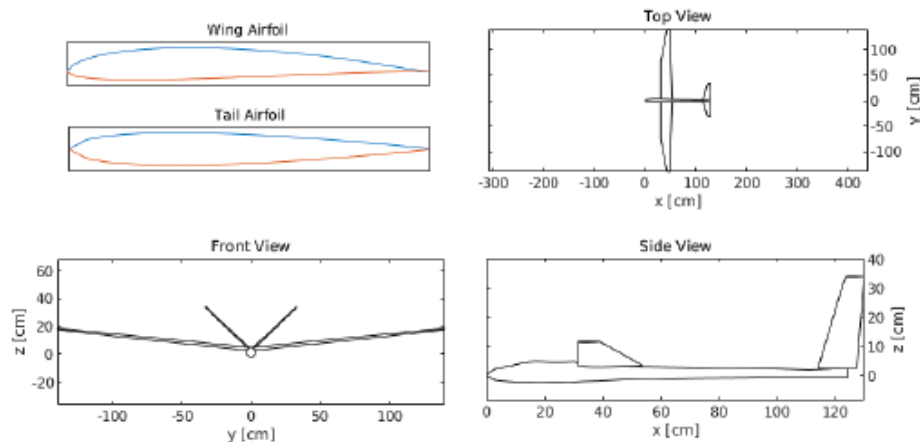 Wing Airfoil
Tail Airfoil
Top View
100
50
0
-50
-100
y [cm]
-300 -200 -100 0 100 200 300 400
x [cm]
Front View
60
40
20
0
-20
z [cm]
-100 -50 0 50 100
y [cm]
Side View
40
30
20
10
0
z [cm]
0 20 40 60 80 100 120
x [cm]